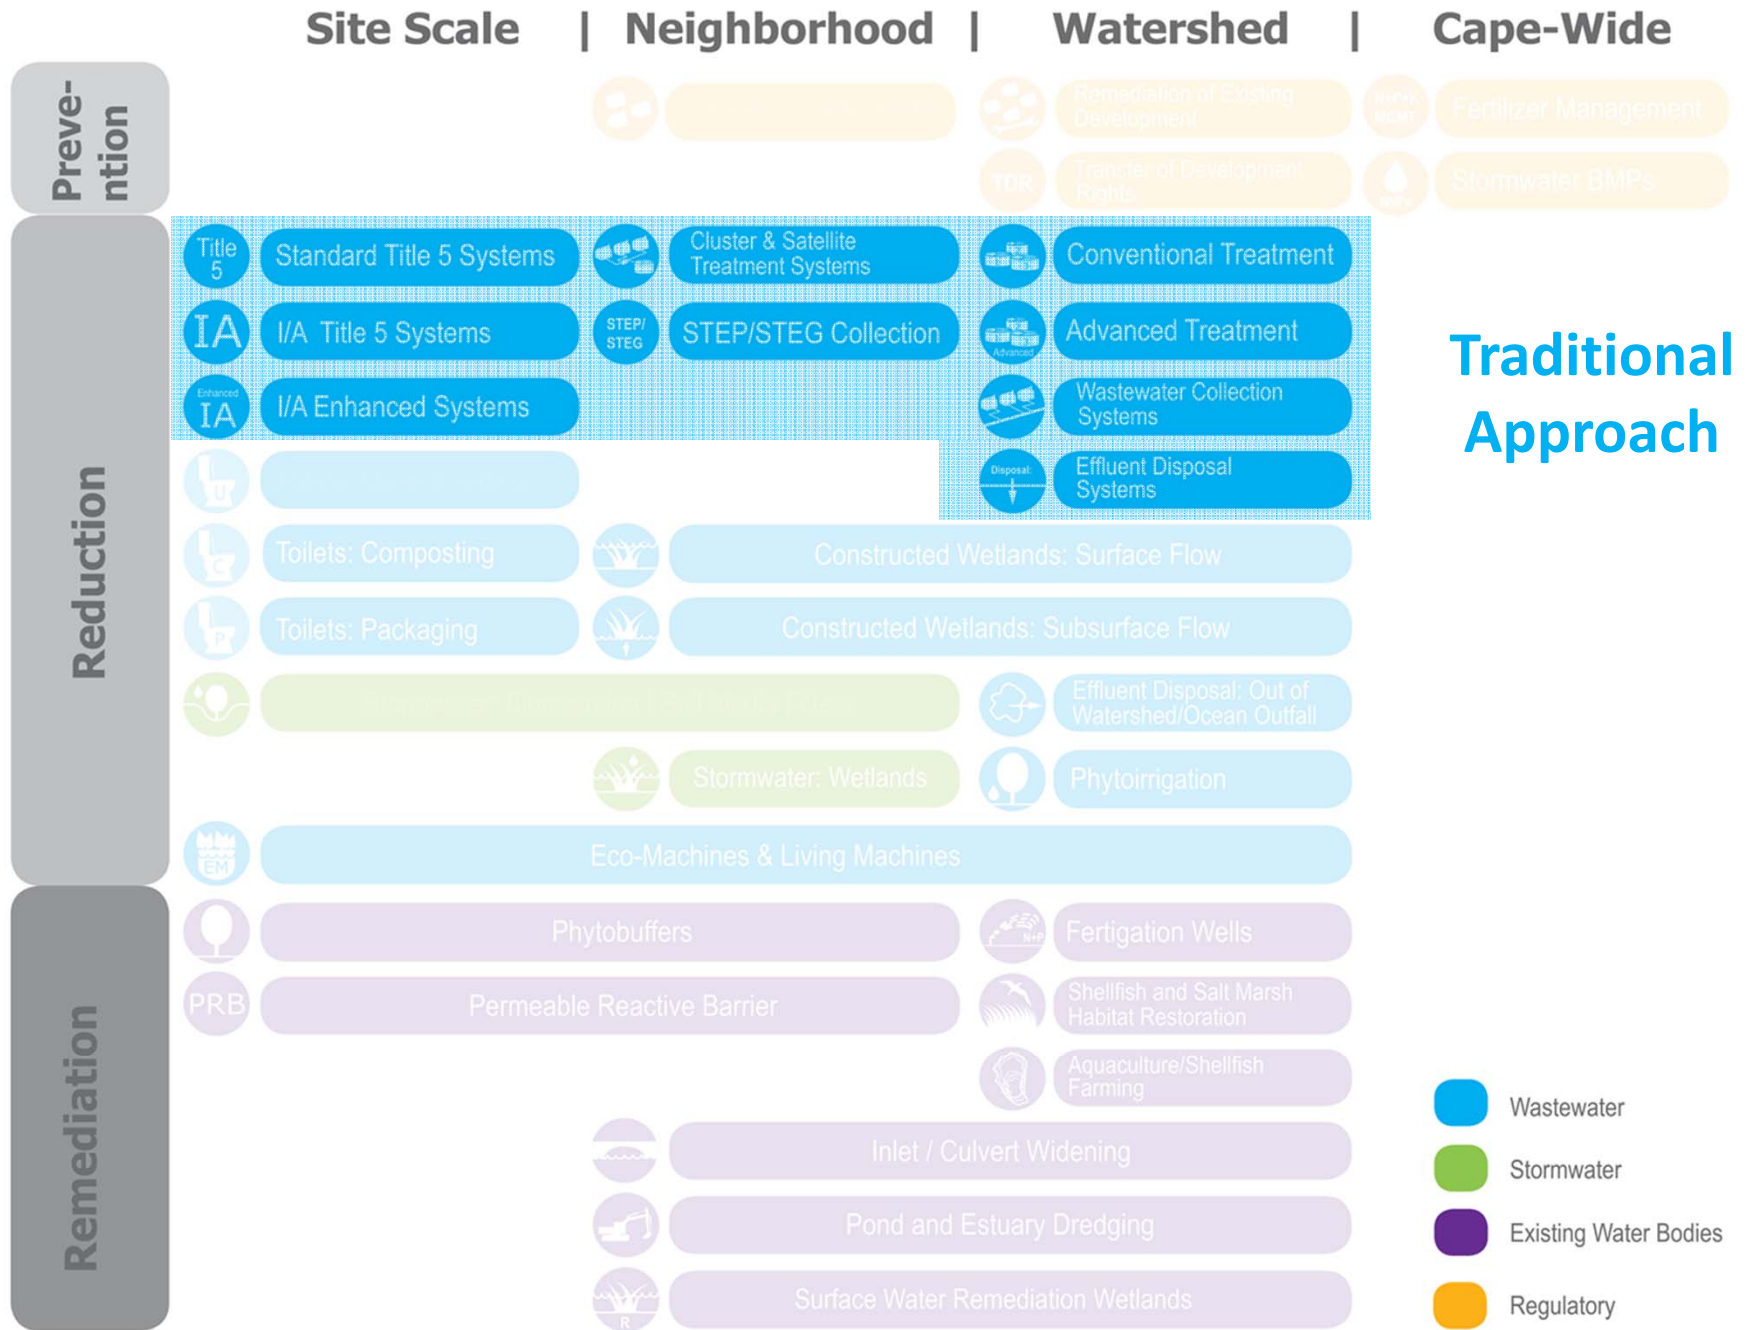 Site Scale | Neighborhood | Watershed | Cape-Wide
Preve-
ntion
Remediation of Existing
Development
Fertilizer Management
TDR
Transfer of Development
Rights
Stormwater BMPs
Reduction
Title
5
Standard Title 5 Systems
Cluster & Satellite
Treatment Systems
Conventional Treatment
IA
I/A Title 5 Systems
STEP/
STEG
STEP/STEG Collection
Advanced
Advanced Treatment
Traditional
Approach
Enhanced
IA
I/A Enhanced Systems
Wastewater Collection
Systems
U
Disposal:
Effluent Disposal
Systems
C
Toilets: Composting
Constructed Wetlands: Surface Flow
P
Toilets: Packaging
Constructed Wetlands: Subsurface Flow
Effluent Disposal: Out of
Watershed/Ocean Outfall
Stormwater: Wetlands
Phytoirrigation
EM
Eco-Machines & Living Machines
Remediation
Phytobuffers
N+P
Fertigation Wells
PRB
Permeable Reactive Barrier
Shellfish and Salt Marsh
Habitat Restoration
Aquaculture/Shellfish
Farming
Inlet / Culvert Widening
Pond and Estuary Dredging
R
Surface Water Remediation Wetlands
Wastewater
Stormwater
Existing Water Bodies
Regulatory